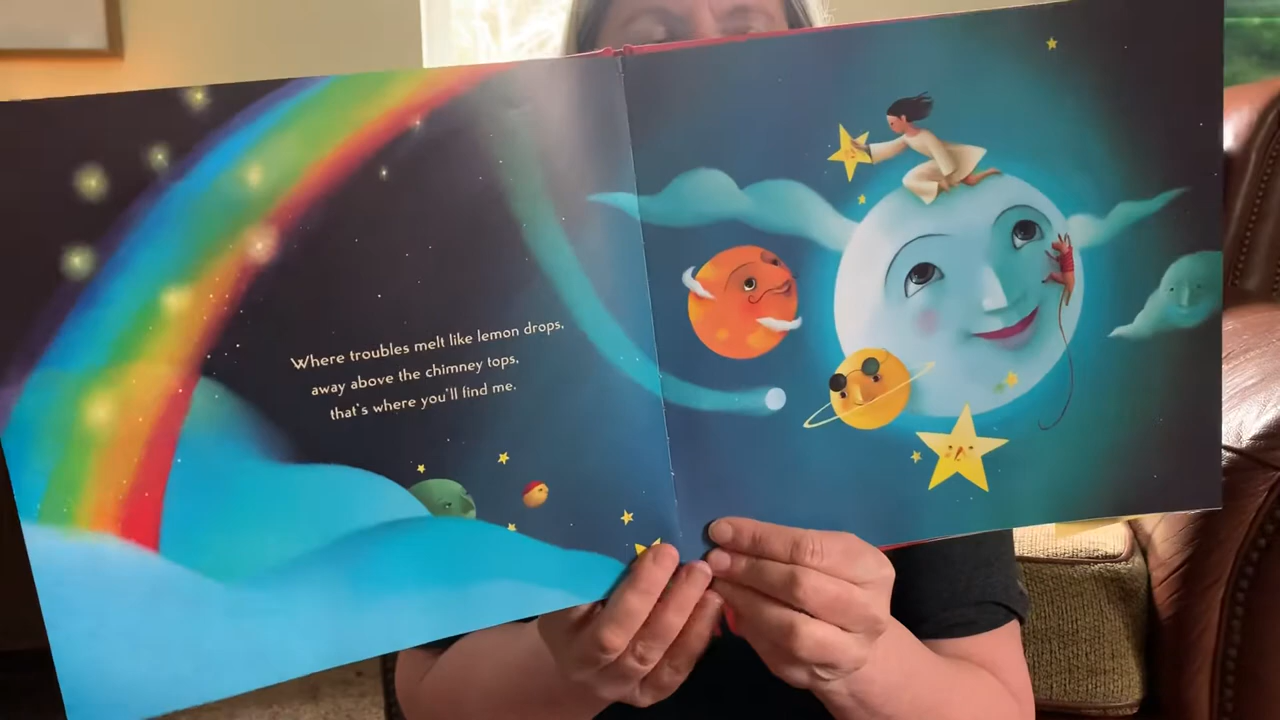 Where troubles melt like lemon drops,
away above the chimney tops,
that's where you'll find me.